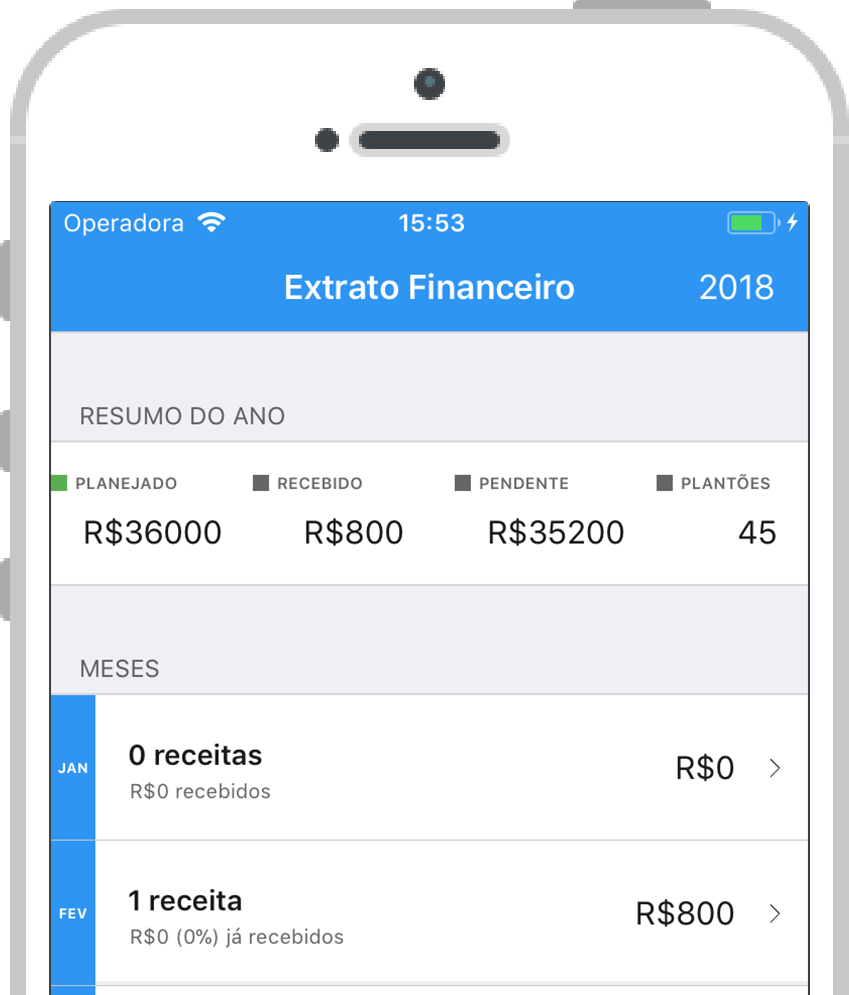 Operadora 15:53
Extrato Financeiro 2018
RESUMO DO ANO
PLANEJADO RECEBIDO PENDENTE PLANTÕES
R$36000 R$800 R$35200 45
MESES
JAN 0 receitas R$0
R$0 recebidos
FEV 1 receita R$800
R$0 (0%) já recebidos